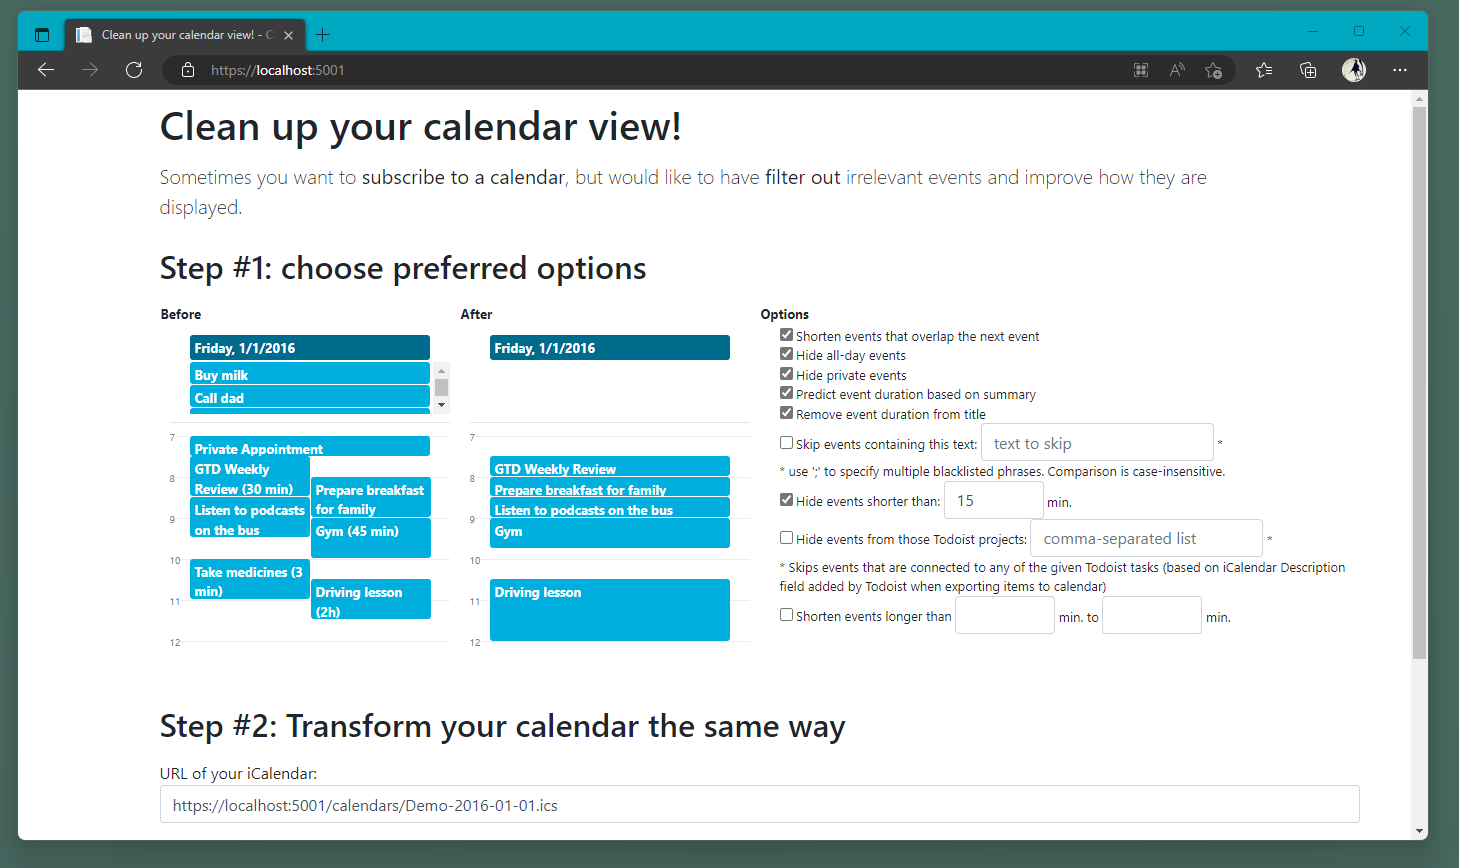 Clean up your calendar view! - C
https://localhost:5001
Clean up your calendar view!
Sometimes you want to subscribe to a calendar, but would like to have filter out irrelevant events and improve how they are
displayed.
Step #1: choose preferred options
Before
Friday, 1/1/2016
Buy milk
Call dad
7
Private Appointment
8
GTD Weekly
Review (30 min)
Prepare breakfast
for family
Listen to podcasts
on the bus
9
Gym (45 min)
10
Take medicines (3
min)
11
Driving lesson
(2h)
12
After
Friday, 1/1/2016
7
GTD Weekly Review
8
Prepare breakfast for family
Listen to podcasts on the bus
9
Gym
10
Driving lesson
11
12
Options
Shorten events that overlap the next event
Hide all-day events
Hide private events
Predict event duration based on summary
Remove event duration from title
Skip events containing this text: text to skip *
* use ';' to specify multiple blacklisted phrases. Comparison is case-insensitive.
Hide events shorter than: 15 min.
Hide events from those Todoist projects: comma-separated list *
* Skips events that are connected to any of the given Todoist tasks (based on iCalendar Description
field added by Todoist when exporting items to calendar)
Shorten events longer than min. to min.
Step #2: Transform your calendar the same way
URL of your iCalendar:
https://localhost:5001/calendars/Demo-2016-01-01.ics